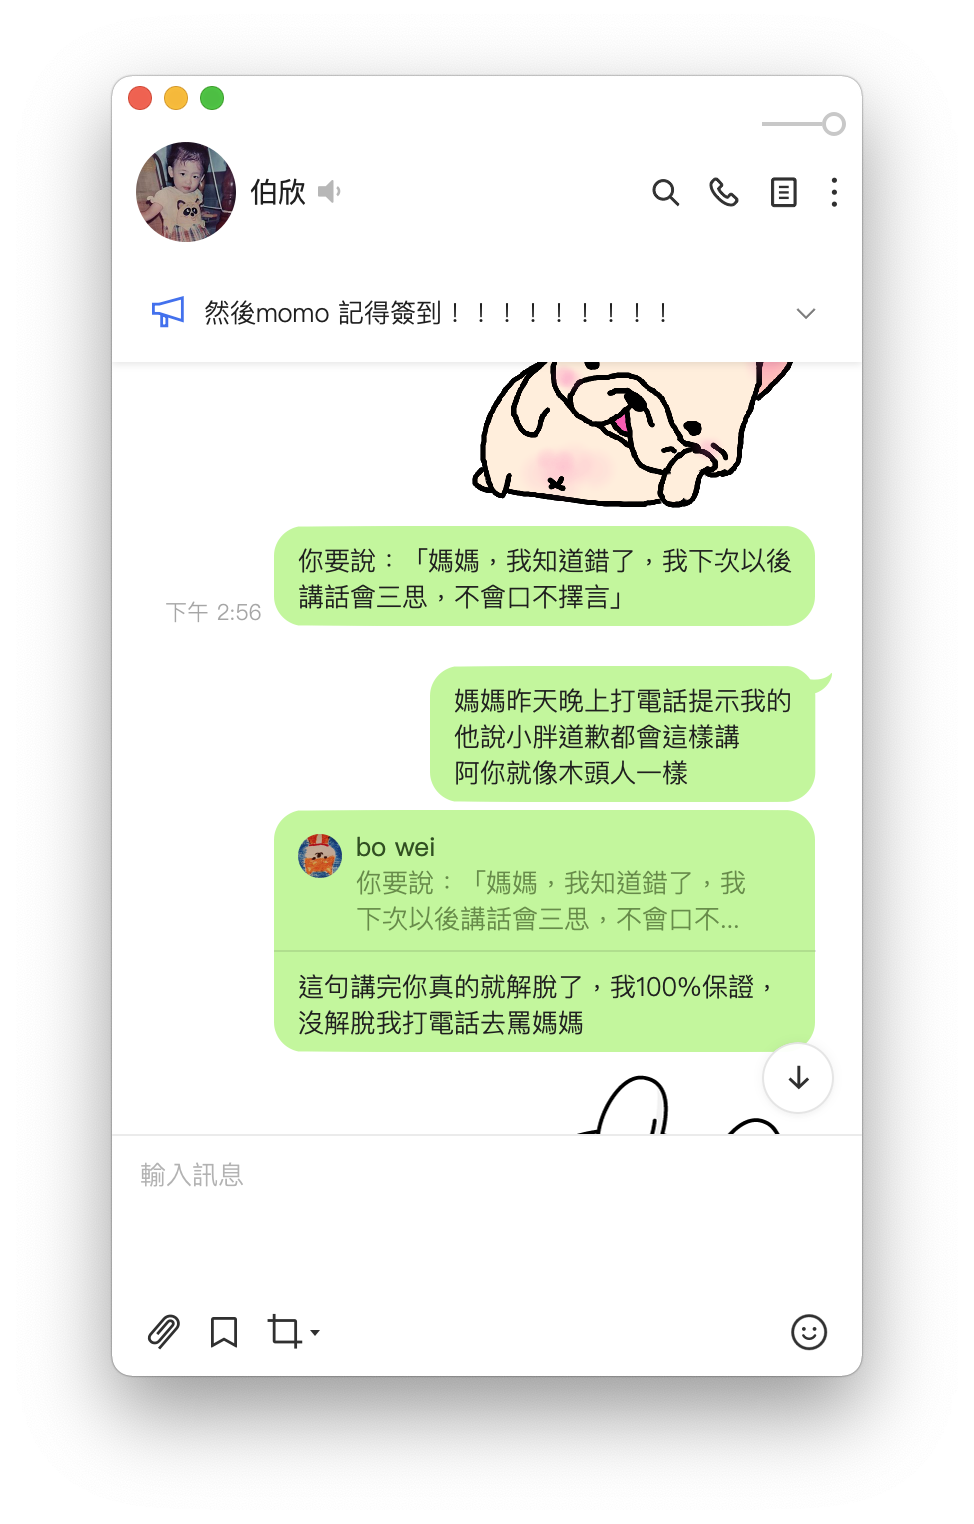 伯欣
然後momo 記得簽到！！！！！！！！！
你要說：「媽媽，我知道錯了，我下次以後
講話會三思，不會口不擇言」
下午 2:56
媽媽昨天晚上打電話提示我的
他說小胖道歉都會這樣講
阿你就像木頭人一樣
bo wei
你要說：「媽媽，我知道錯了，我
下次以後講話會三思，不會口不...
這句講完你真的就解脫了，我100%保證，
沒解脫我打電話去罵媽媽
輸入訊息